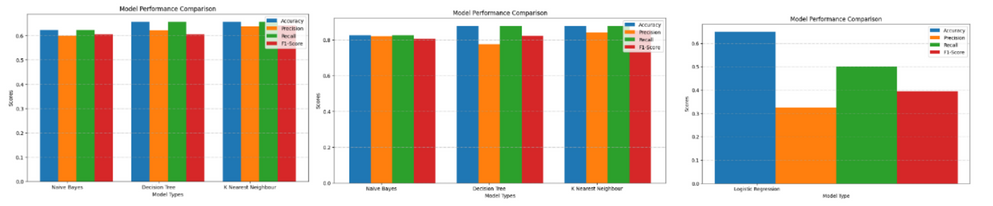 Model Performance Comparison
Accuracy
Precision
Recall
F1-Score
Scores
0.6
0.5
0.4
0.3
0.2
0.1
0.0
Naive Bayes
Decision Tree
K Nearest Neighbour
Model Types
Model Performance Comparison
Accuracy
Precision
Recall
F1-Score
Scores
0.8
0.6
0.4
0.2
0.0
Naive Bayes
Decision Tree
K Nearest Neighbour
Model Types
Model Performance Comparison
Accuracy
Precision
Recall
F1-Score
Scores
0.6
0.5
0.4
0.3
0.2
0.1
0.0
Logistic Regression
Model Type